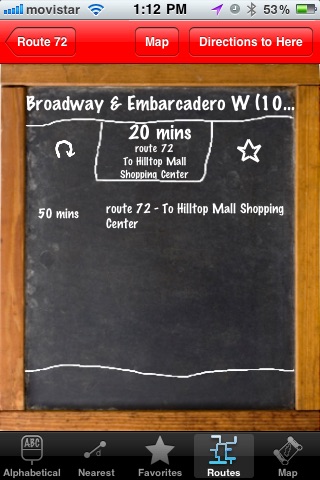 movistar 1:12 PM 53%
Route 72 Map Directions to Here
Broadway & Embarcadero W (10...
20 mins
route 72
To Hilltop Mall
Shopping Center
50 mins route 72 - To Hilltop Mall Shopping
Center
ABC
Alphabetical Nearest Favorites Routes Map